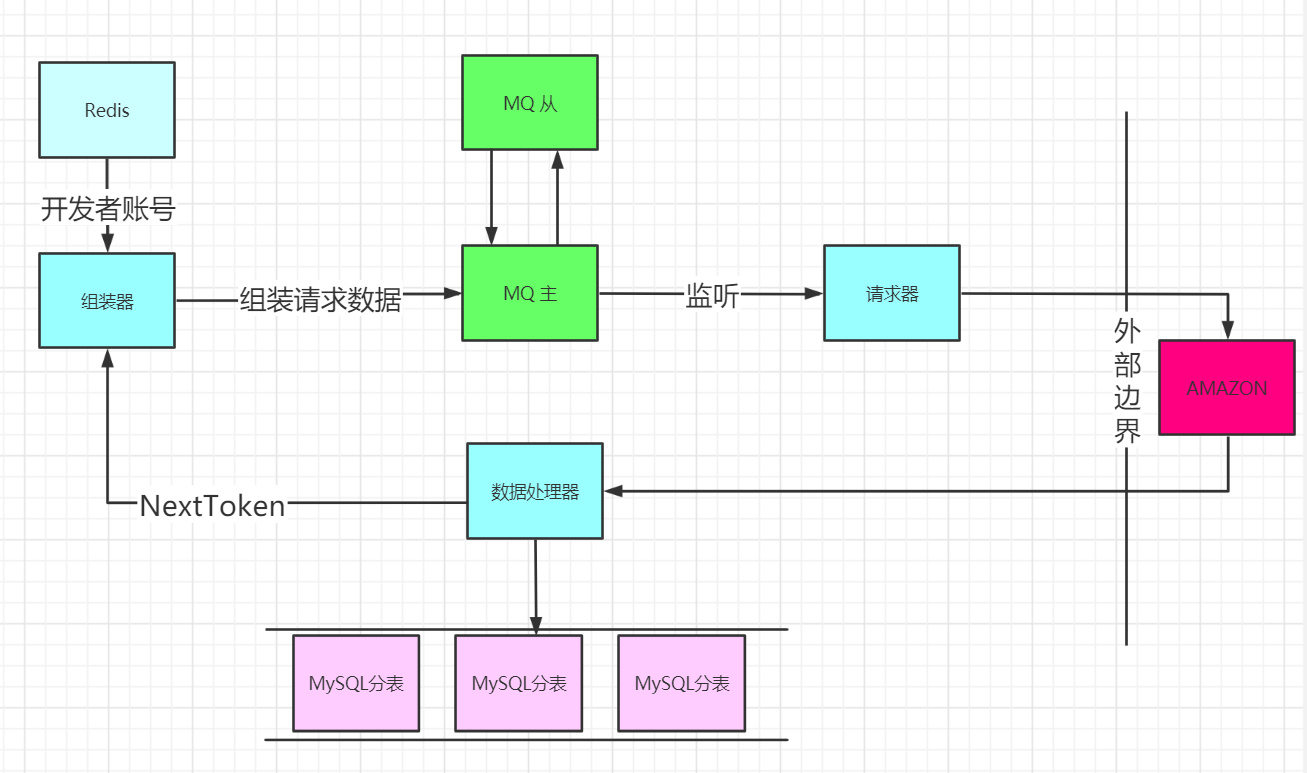 Redis
MQ 从
开发者账号
组装器
组装请求数据
MQ 主
监听
请求器
外部边界
AMAZON
数据处理器
NextToken
MySQL分表
MySQL分表
MySQL分表